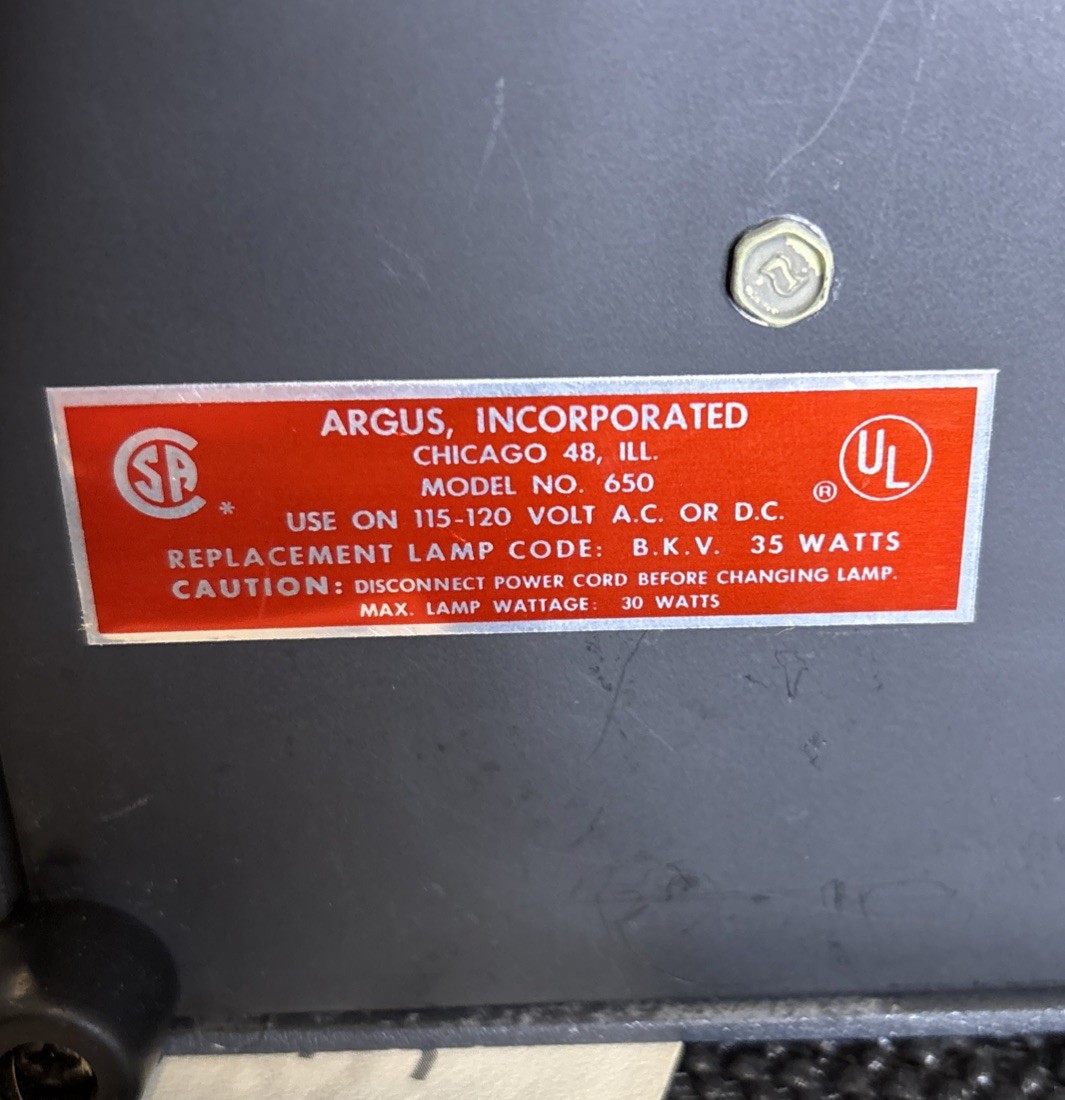 ARGUS, INCORPORATED
CHICAGO 48, ILL.
MODEL NO. 650
USE ON 115-120 VOLT A.C. OR D.C.
REPLACEMENT LAMP CODE: B.K.V. 35 WATTS
CAUTION: DISCONNECT POWER CORD BEFORE CHANGING LAMP.
MAX. LAMP WATTAGE: 30 WATTS
CSA *
UL ®